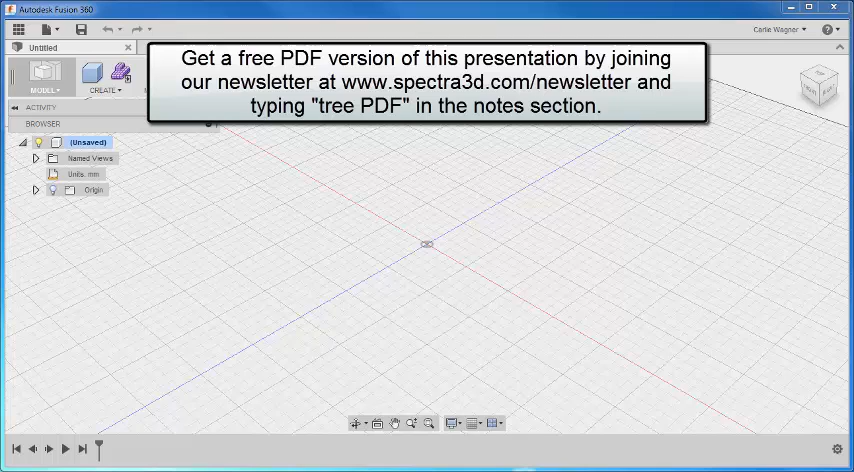 Autodesk Fusion 360
Carlie Wagner
Untitled
Get a free PDF version of this presentation by joining
our newsletter at www.spectra3d.com/newsletter and
typing "tree PDF" in the notes section.
MODEL
CREATE
ACTIVITY
BROWSER
(Unsaved)
Named Views
Units: mm
Origin